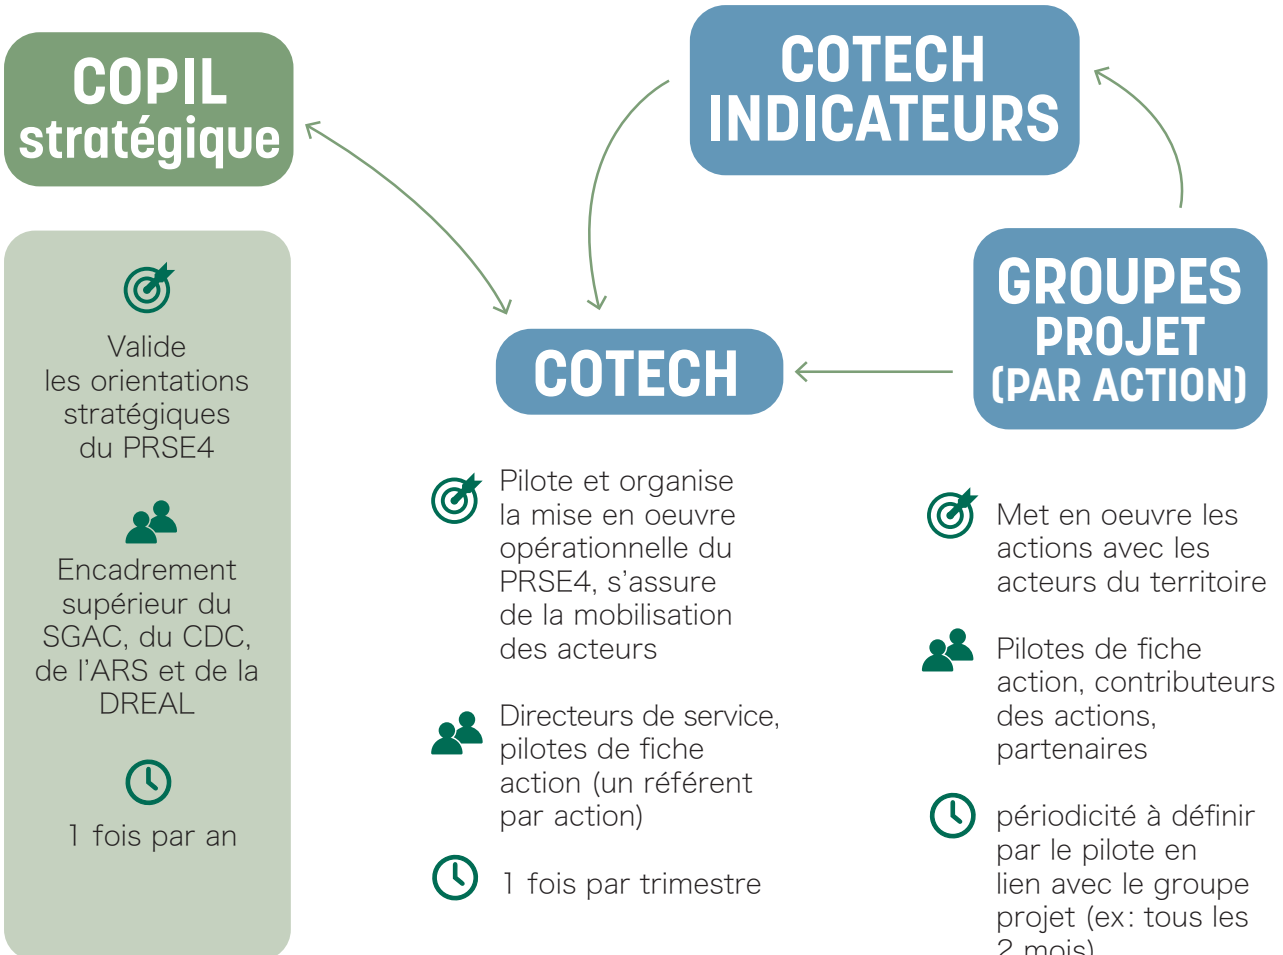 COPIL
stratégique
Valide
les orientations
stratégiques
du PRSE4
Encadrement
supérieur du
SGAC, du CDC,
de l'ARS et de la
DREAL
1 fois par an
COTECH
INDICATEURS
COTECH
Pilote et organise
la mise en oeuvre
opérationnelle du
PRSE4, s'assure
de la mobilisation
des acteurs
Directeurs de service,
pilotes de fiche
action (un référent
par action)
1 fois par trimestre
GROUPES
PROJET
(PAR ACTION)
Met en oeuvre les
actions avec les
acteurs du territoire
Pilotes de fiche
action, contributeurs
des actions,
partenaires
périodicité à définir
par le pilote en
lien avec le groupe
projet (ex : tous les
2 mois)